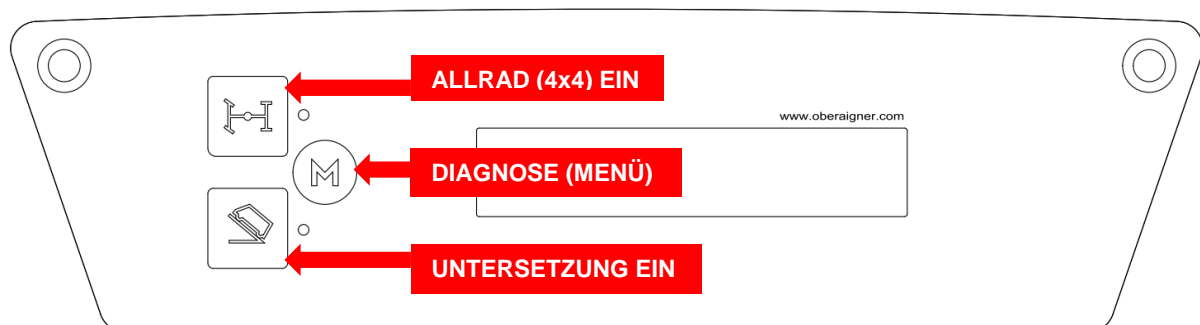 ALLRAD (4x4) EIN
www.oberaigner.com
M
DIAGNOSE (MENÜ)
UNTERSETZUNG EIN